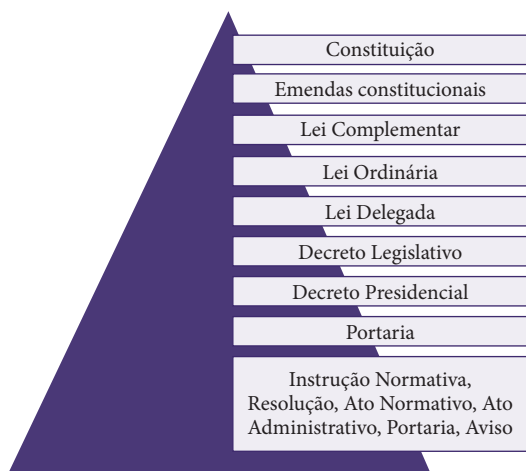 Constituição
Emendas constitucionais
Lei Complementar
Lei Ordinária
Lei Delegada
Decreto Legislativo
Decreto Presidencial
Portaria
Instrução Normativa,
Resolução, Ato Normativo, Ato
Administrativo, Portaria, Aviso